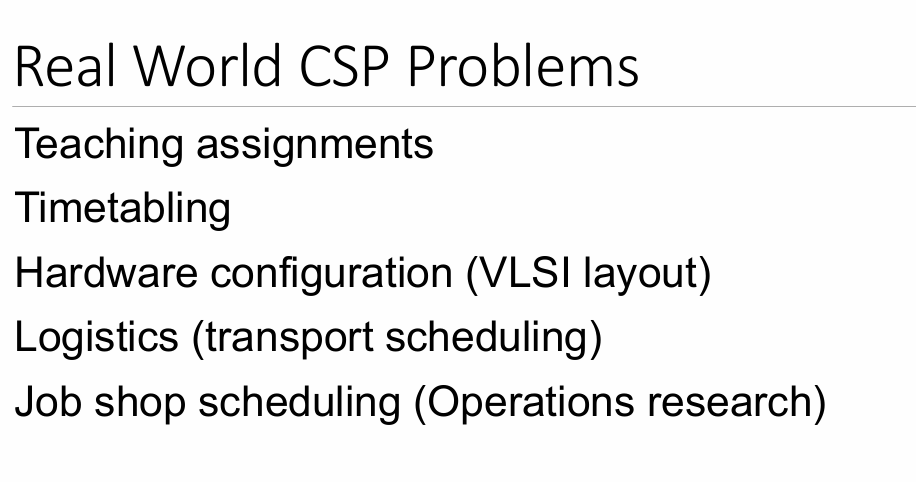 Real World CSP Problems
Teaching assignments
Timetabling
Hardware configuration (VLSI layout)
Logistics (transport scheduling)
Job shop scheduling (Operations research)